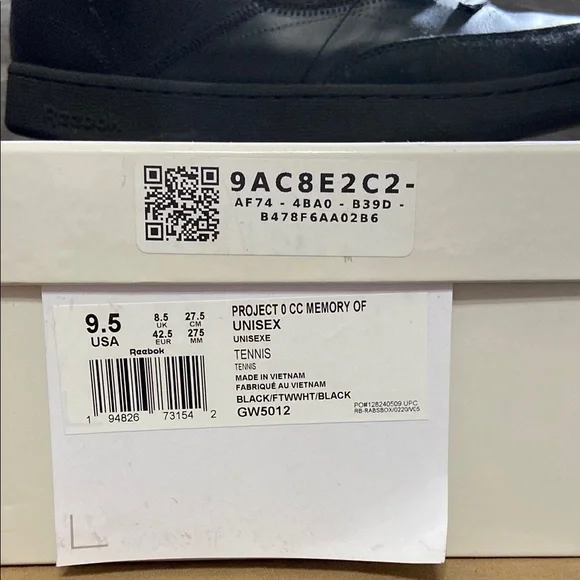 Reebok
9AC8E2C2-
AF74 - 4BA0 - B39D -
B478F6AA02B6
9.5
USA
8.5
UK
42.5
EUR
27.5
CM
275
MM
Reebok
1 94826 73154 2
PROJECT 0 CC MEMORY OF
UNISEX
UNISEXE
TENNIS
TENNIS
MADE IN VIETNAM
FABRIQUÉ AU VIETNAM
BLACK/FTWWHT/BLACK
GW5012
PO#128240509 UPC
RB-RABSBOX/0220/V05